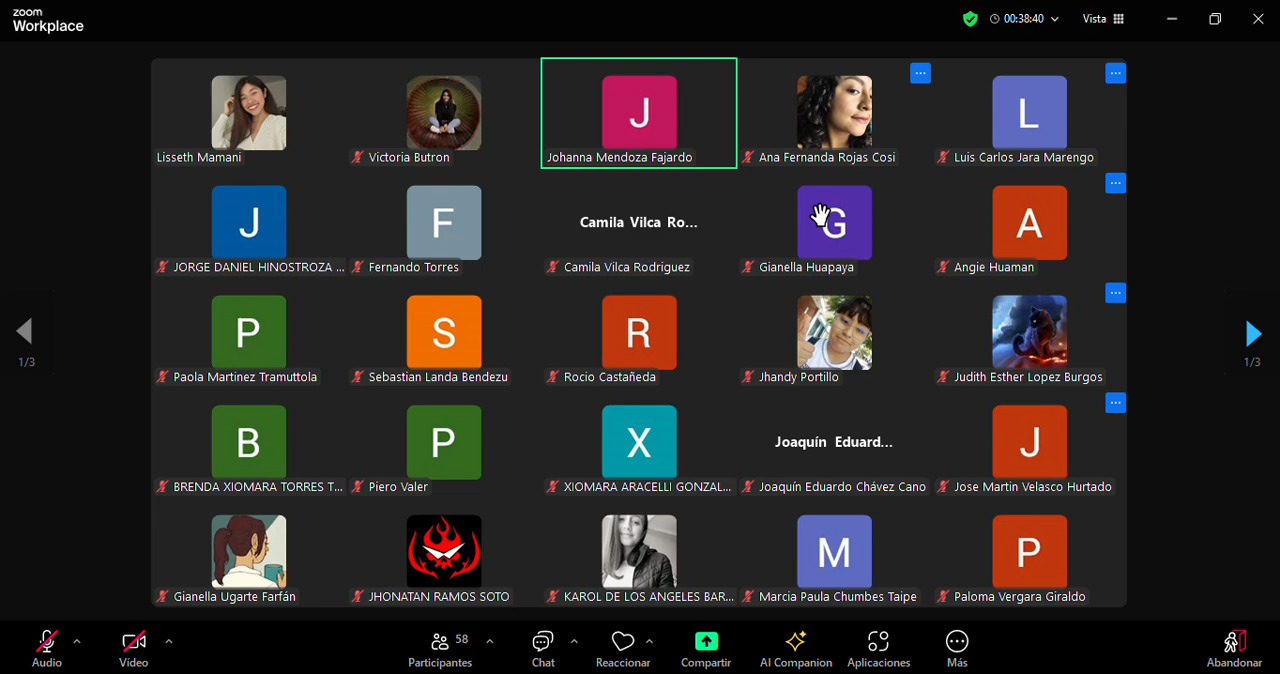 zoom
Workplace
00:38:40
Vista
Lisseth Mamani
Victoria Butron
J
Johanna Mendoza Fajardo
Ana Fernanda Rojas Cosi
L
Luis Carlos Jara Marengo
J
JORGE DANIEL HINOSTROZA ...
F
Fernando Torres
Camila Vilca Ro...
Camila Vilca Rodriguez
G
Gianella Huapaya
A
Angie Huaman
1/3
1/3
P
Paola Martinez Tramuttola
S
Sebastian Landa Bendezu
R
Rocio Castañeda
Jhandy Portillo
Judith Esther Lopez Burgos
B
BRENDA XIOMARA TORRES T...
P
Piero Valer
X
XIOMARA ARACELLI GONZAL...
Joaquín Eduard...
Joaquín Eduardo Chávez Cano
J
Jose Martin Velasco Hurtado
Gianella Ugarte Farfán
JHONATAN RAMOS SOTO
KAROL DE LOS ANGELES BAR...
M
Marcia Paula Chumbes Taipe
P
Paloma Vergara Giraldo
Audio
Vídeo
58
Participantes
Chat
Reaccionar
Compartir
AI Companion
Aplicaciones
Más
Abandonar